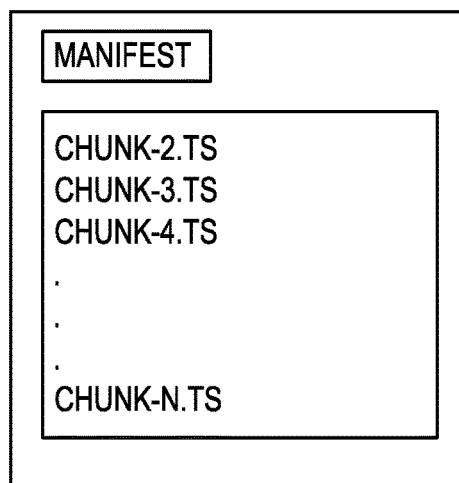 MANIFEST
CHUNK-2.TS
CHUNK-3.TS
CHUNK-4.TS
.
.
.
CHUNK-N.TS